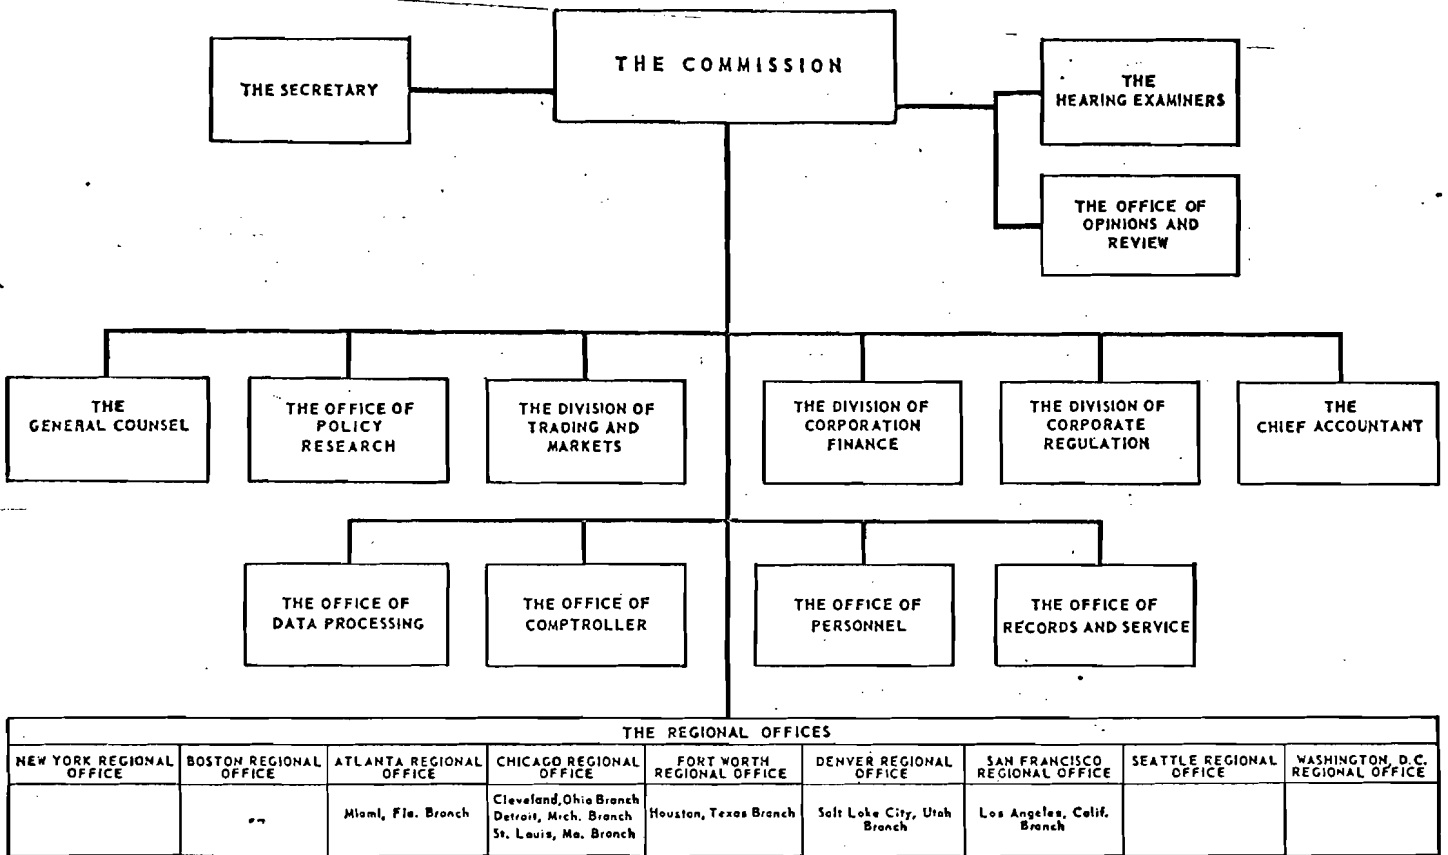 THE COMMISSION
THE SECRETARY
THE
HEARING EXAMINERS
THE OFFICE OF
OPINIONS AND
REVIEW
THE
GENERAL COUNSEL
THE OFFICE OF
POLICY
RESEARCH
THE DIVISION OF
TRADING AND
MARKETS
THE DIVISION OF
CORPORATION
FINANCE
THE DIVISION OF
CORPORATE
REGULATION
THE
CHIEF ACCOUNTANT
THE OFFICE OF
DATA PROCESSING
THE OFFICE OF
COMPTROLLER
THE OFFICE OF
PERSONNEL
THE OFFICE OF
RECORDS AND SERVICE
THE REGIONAL OFFICES
NEW YORK REGIONAL
OFFICE
BOSTON REGIONAL
OFFICE
ATLANTA REGIONAL
OFFICE
Miami, Fla. Branch
CHICAGO REGIONAL
OFFICE
Cleveland, Ohio Branch
Detroit, Mich. Branch
St. Louis, Mo. Branch
FORT WORTH
REGIONAL OFFICE
Houston, Texas Branch
DENVER REGIONAL
OFFICE
Salt Lake City, Utah
Branch
SAN FRANCISCO
REGIONAL OFFICE
Los Angeles, Calif.
Branch
SEATTLE REGIONAL
OFFICE
WASHINGTON, D.C.
REGIONAL OFFICE